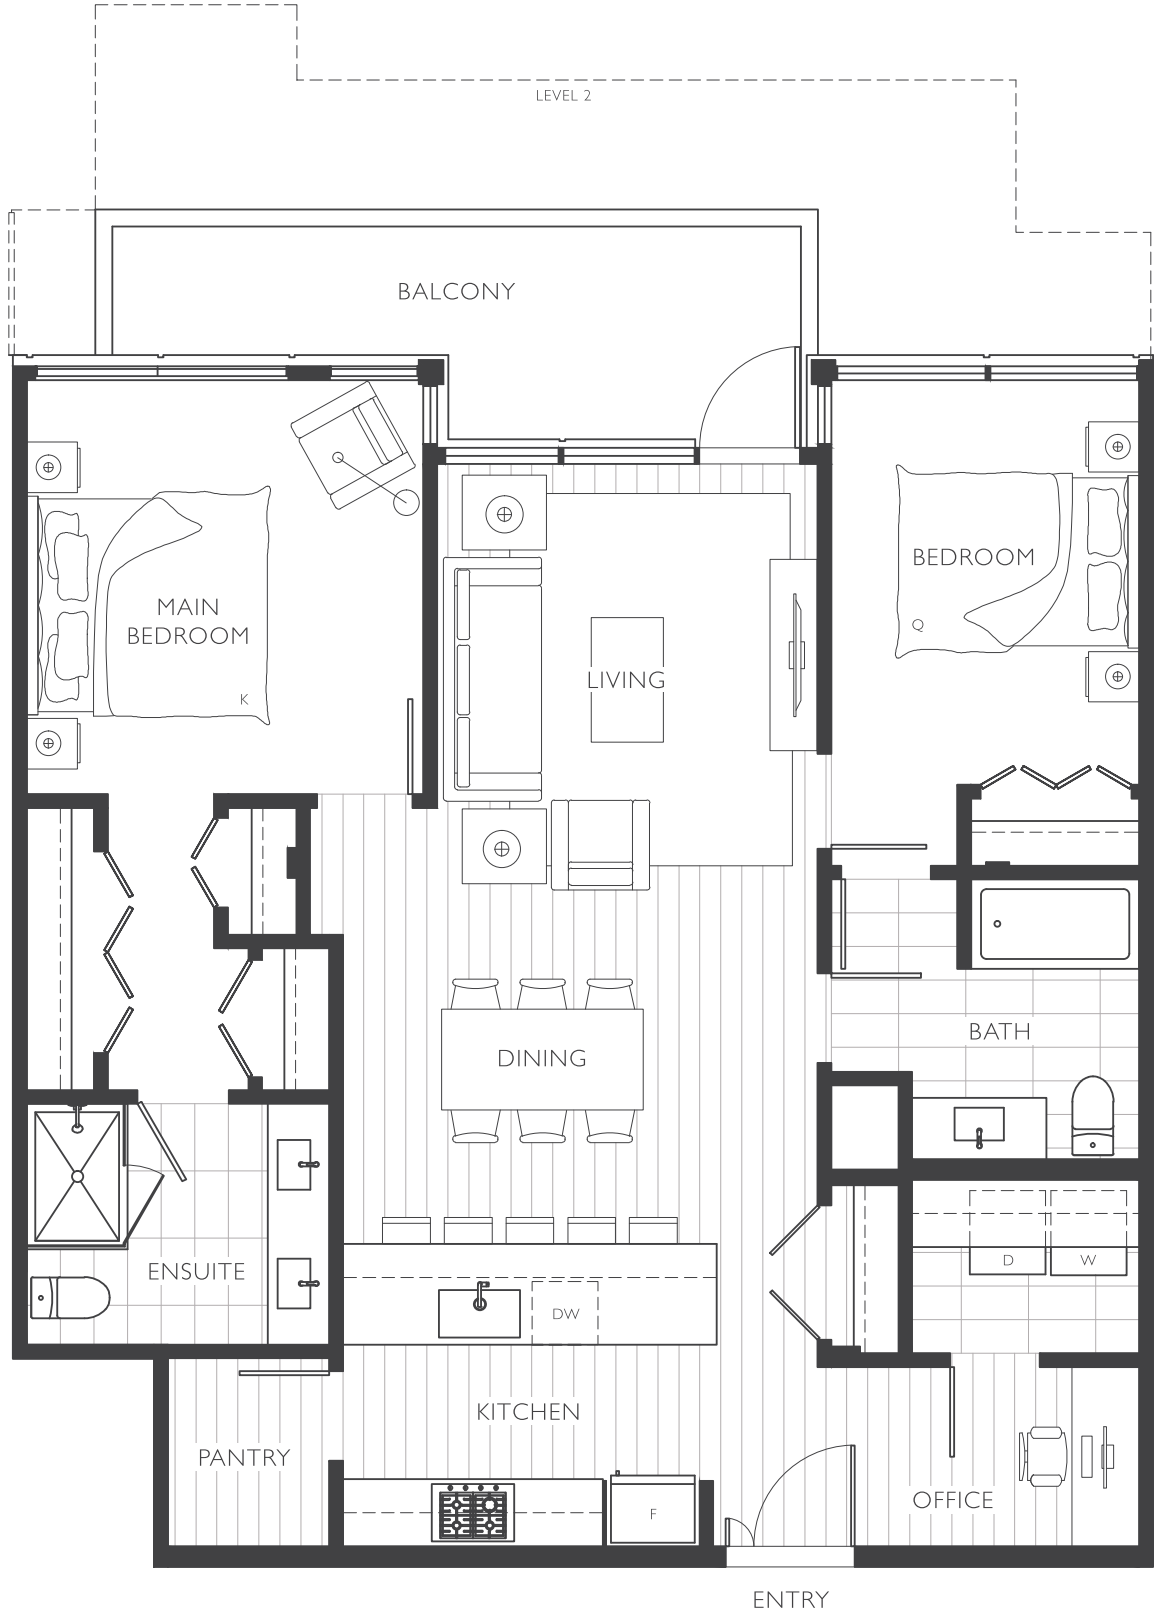 LEVEL 2
BALCONY
BEDROOM
MAIN
BEDROOM
Q
LIVING
K
BATH
DINING
D
W
ENSUITE
DW
KITCHEN
PANTRY
OFFICE
F
ENTRY